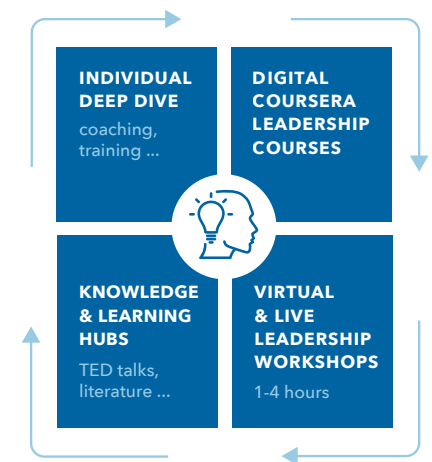 INDIVIDUAL
DEEP DIVE
coaching,
training ...
DIGITAL
COURSERA
LEADERSHIP
COURSES
KNOWLEDGE
& LEARNING
HUBS
TED talks,
literature ...
VIRTUAL
& LIVE
LEADERSHIP
WORKSHOPS
1-4 hours